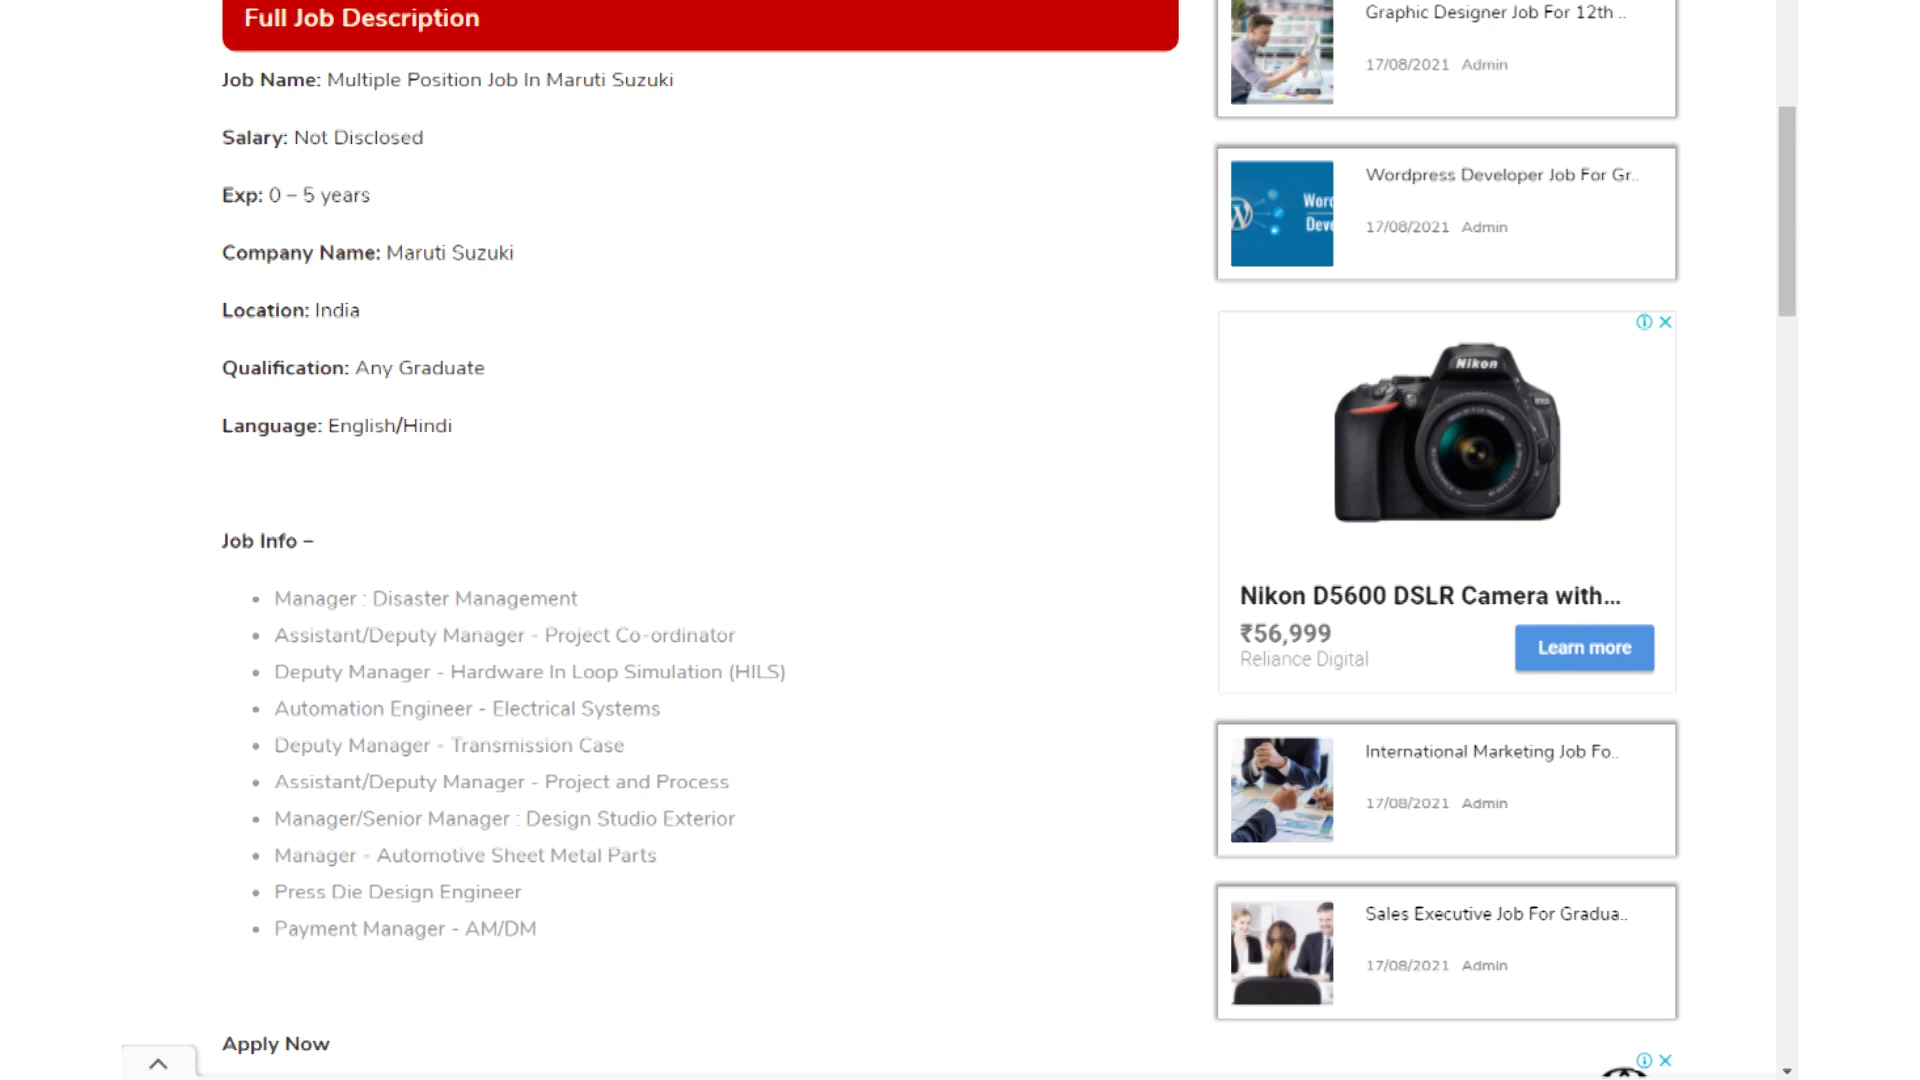 Full Job Description
Job Name: Multiple Position Job In Maruti Suzuki
Salary: Not Disclosed
Exp: 0 – 5 years
Company Name: Maruti Suzuki
Location: India
Qualification: Any Graduate
Language: English/Hindi
Job Info –
• Manager : Disaster Management
• Assistant/Deputy Manager - Project Co-ordinator
• Deputy Manager - Hardware In Loop Simulation (HILS)
• Automation Engineer - Electrical Systems
• Deputy Manager - Transmission Case
• Assistant/Deputy Manager - Project and Process
• Manager/Senior Manager : Design Studio Exterior
• Manager - Automotive Sheet Metal Parts
• Press Die Design Engineer
• Payment Manager - AM/DM
Apply Now
Graphic Designer Job For 12th ..
17/08/2021 Admin
Word
Deve
Wordpress Developer Job For Gr..
17/08/2021 Admin
Nikon
Nikon D5600 DSLR Camera with...
₹56,999
Reliance Digital
Learn more
International Marketing Job Fo..
17/08/2021 Admin
Sales Executive Job For Gradua..
17/08/2021 Admin